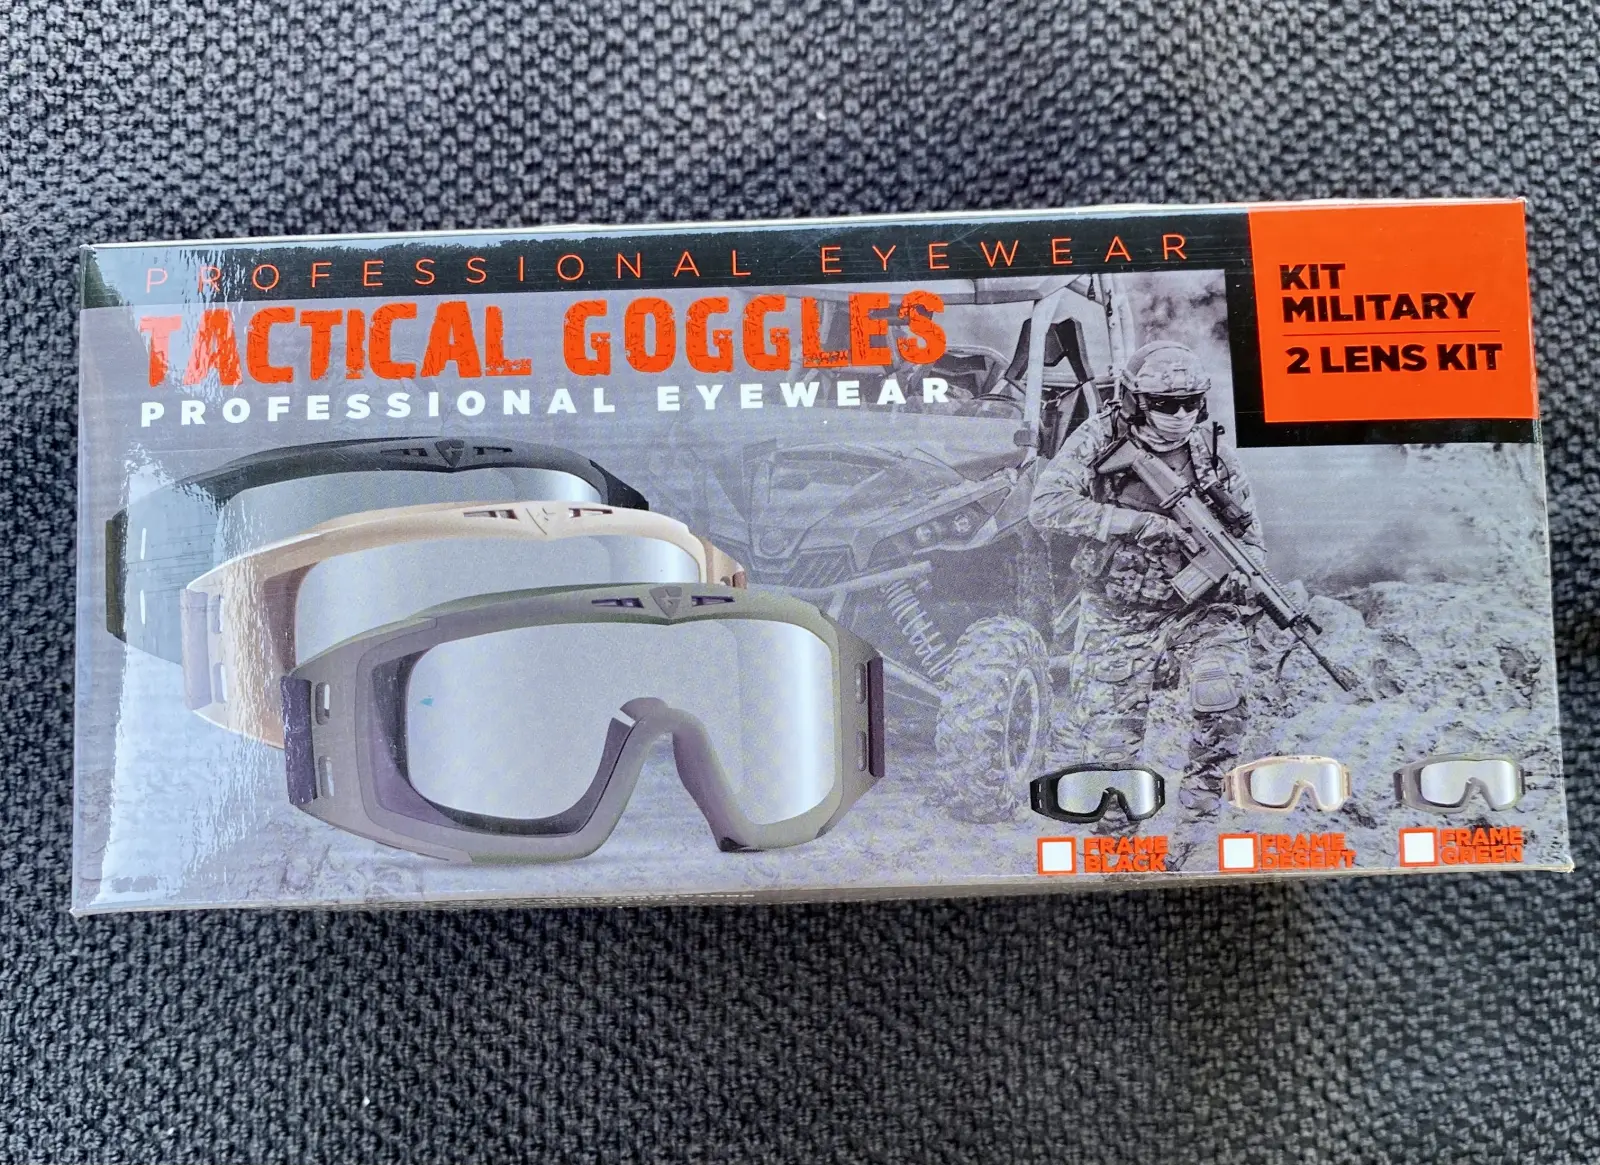 PROFESSIONAL EYEWEAR
TACTICAL GOGGLES
PROFESSIONAL EYEWEAR
KIT
MILITARY
2 LENS KIT
FRAME
BLACK
FRAME
DESERT
FRAME
GREEN